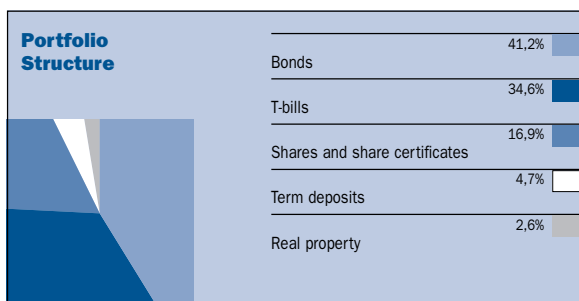 Portfolio
Structure
41,2%
Bonds
34,6%
T-bills
16,9%
Shares and share certificates
4,7%
Term deposits
2,6%
Real property